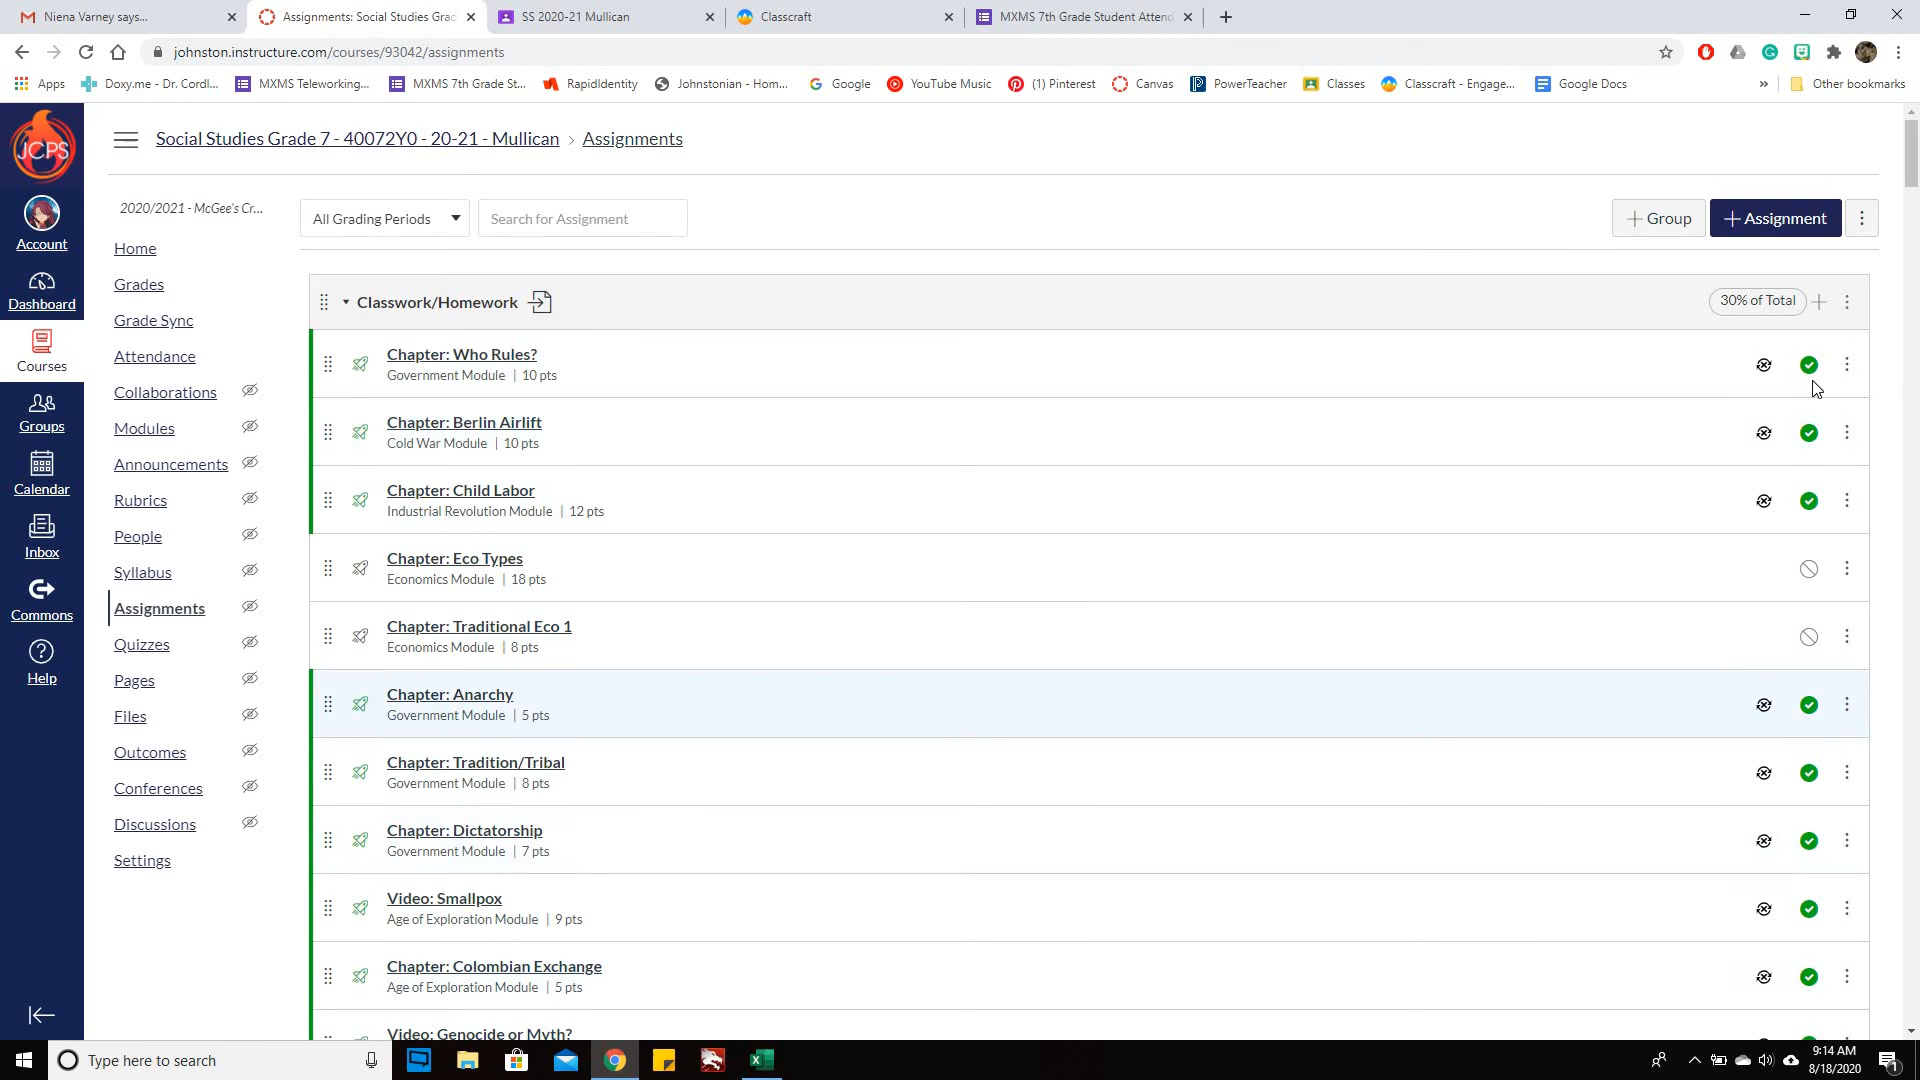 Niena Varney says...
Assignments: Social Studies Grad
SS 2020-21 Mullican
Classcraft
MXMS 7th Grade Student Attend
johnston.instructure.com/courses/93042/assignments
Apps
Doxy.me - Dr. Cordl...
MXMS Teleworking...
MXMS 7th Grade St...
RapidIdentity
Johnstonian - Hom...
Google
YouTube Music
(1) Pinterest
Canvas
PowerTeacher
Classes
Classcraft - Engage...
Google Docs
»
Other bookmarks
JCPS
Account
Dashboard
Courses
Groups
Calendar
Inbox
Commons
Help
Social Studies Grade 7 - 40072Y0 - 20-21 - Mullican > Assignments
2020/2021 - McGee's Cr...
Home
Grades
Grade Sync
Attendance
Collaborations
Modules
Announcements
Rubrics
People
Syllabus
Assignments
Quizzes
Pages
Files
Outcomes
Conferences
Discussions
Settings
All Grading Periods
Search for Assignment
+ Group
+ Assignment
Classwork/Homework
30% of Total
Chapter: Who Rules?
Government Module | 10 pts
Chapter: Berlin Airlift
Cold War Module | 10 pts
Chapter: Child Labor
Industrial Revolution Module | 12 pts
Chapter: Eco Types
Economics Module | 18 pts
Chapter: Traditional Eco 1
Economics Module | 8 pts
Chapter: Anarchy
Government Module | 5 pts
Chapter: Tradition/Tribal
Government Module | 8 pts
Chapter: Dictatorship
Government Module | 7 pts
Video: Smallpox
Age of Exploration Module | 9 pts
Chapter: Colombian Exchange
Age of Exploration Module | 5 pts
Video: Genocide or Myth?
Type here to search
9:14 AM
8/18/2020
1